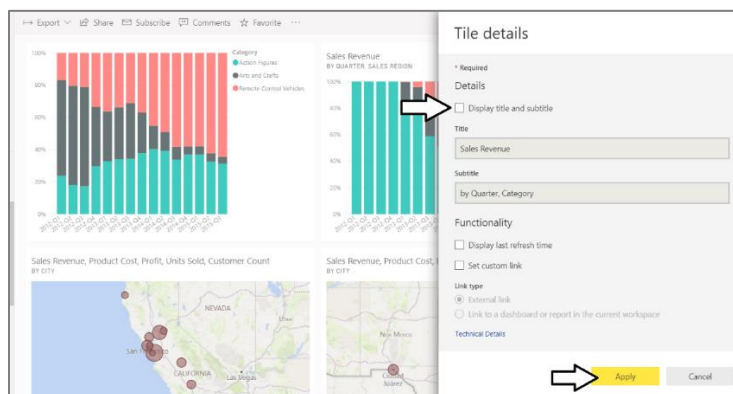 Export Share Subscribe Comments Favorite ...
100%
80%
60%
40%
20%
0%
Category
Action Figures
Arts and Crafts
Remote Control Vehicles
Sales Revenue
BY QUARTER, SALES REGION
100%
80%
60%
40%
20%
0%
Sales Revenue, Product Cost, Profit, Units Sold, Customer Count
BY CITY
NEVADA
CALIFORNIA
Las Vegas
Sales Revenue, Product Cost,
BY CITY
New Mexico
Ciudad
Juárez
Tile details
* Required
Details
Display title and subtitle
Title
Sales Revenue
Subtitle
by Quarter, Category
Functionality
Display last refresh time
Set custom link
Link type
External link
Link to a dashboard or report in the current workspace
Technical Details
Apply Cancel